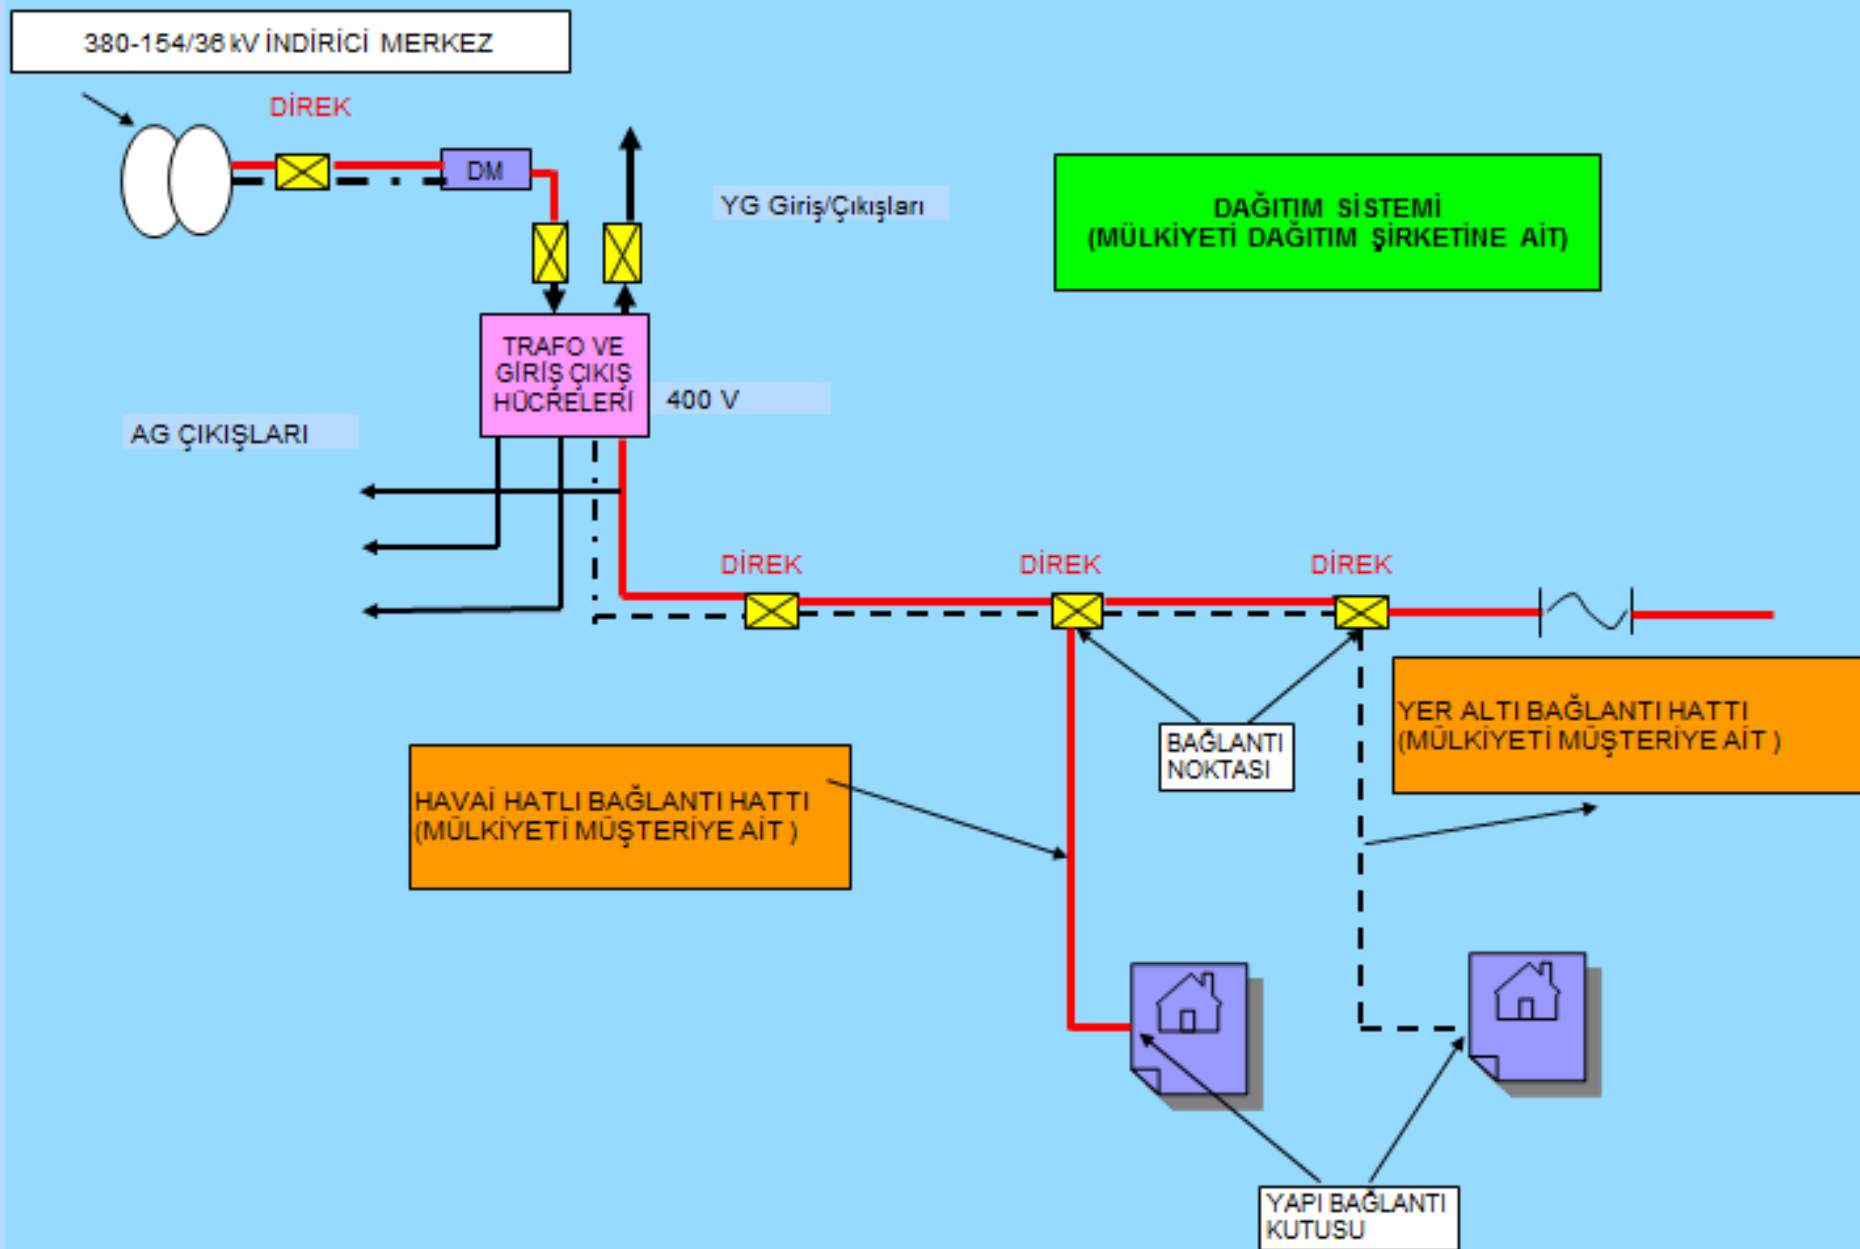 380-154/36 kV İNDİRİCİ MERKEZ
DİREK
DM
YG Giriş/Çıkışları
DAĞITIM SİSTEMİ
(MÜLKİYETİ DAĞITIM ŞİRKETİNE AİT)
TRAFO VE
GİRİŞ ÇIKIŞ
HÜCRELERİ
400 V
AG ÇIKIŞLARI
DİREK
DİREK
DİREK
YER ALTI BAĞLANTI HATTI
(MÜLKİYETİ MÜŞTERİYE AİT )
BAĞLANTI
NOKTASI
HAVAİ HATLI BAĞLANTI HATTI
(MÜLKİYETİ MÜŞTERİYE AİT )
YAPI BAĞLANTI
KUTUSU